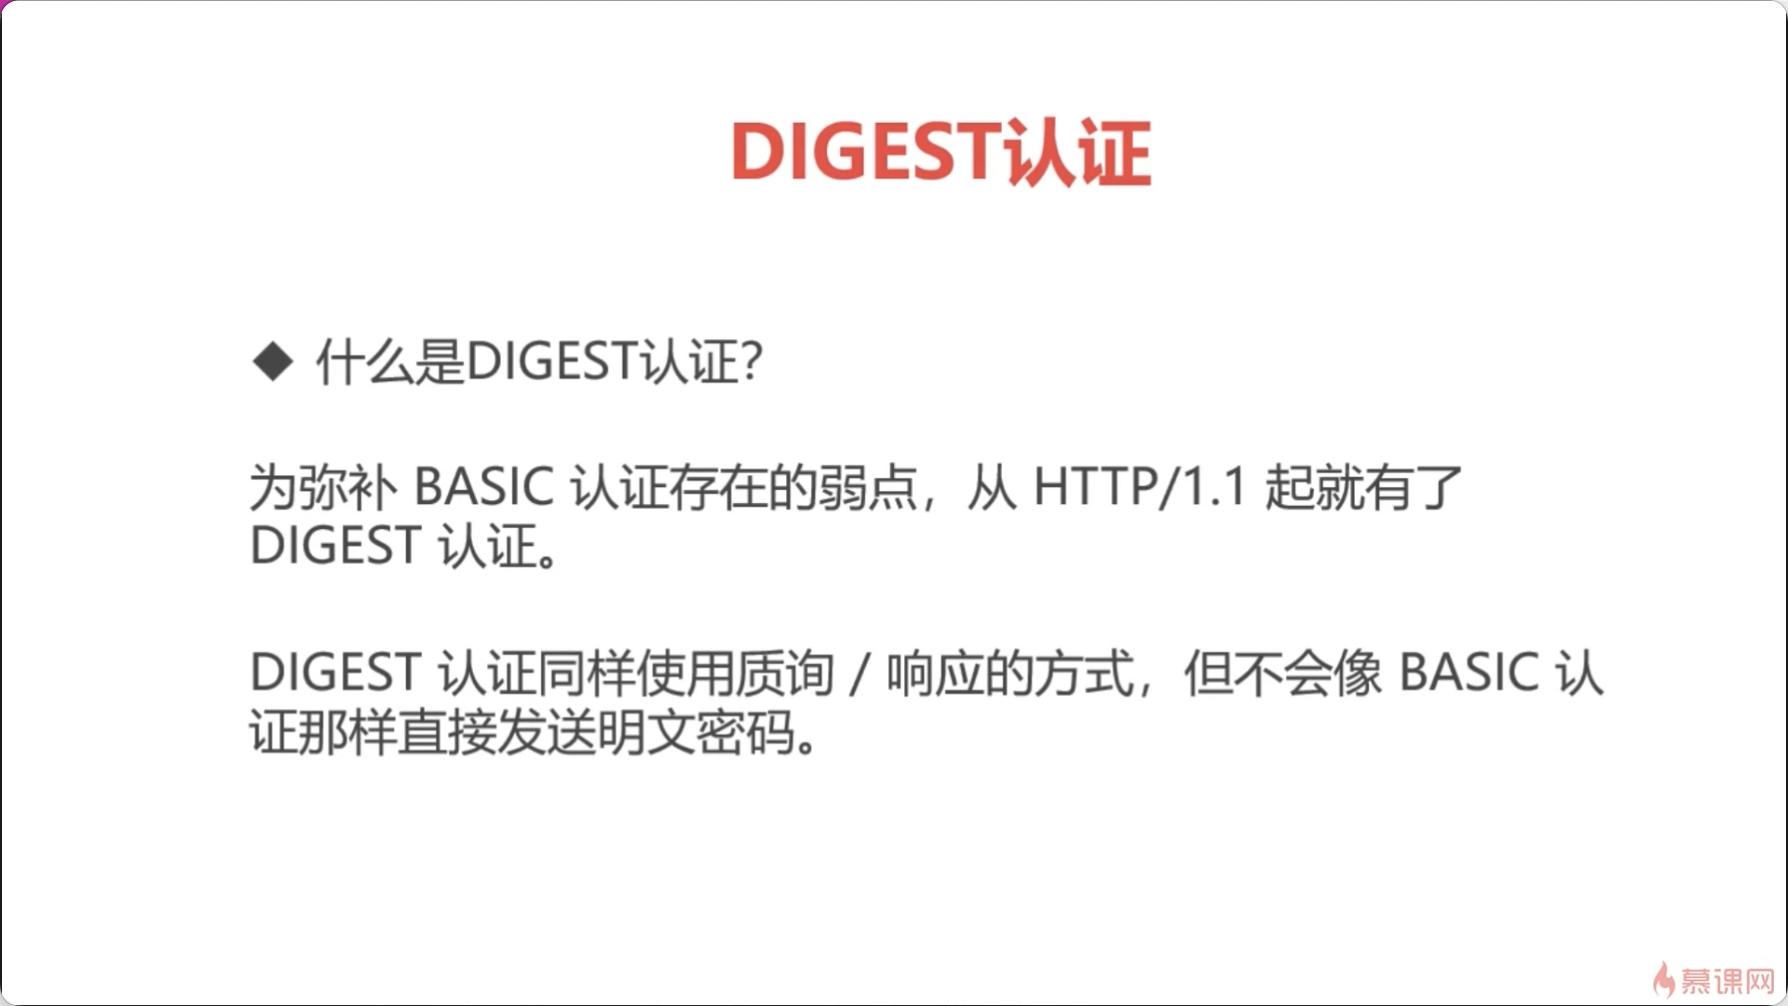 DIGEST认证
◆ 什么是DIGEST认证？
为弥补 BASIC 认证存在的弱点，从 HTTP/1.1 起就有了
DIGEST 认证。
DIGEST 认证同样使用质询 / 响应的方式，但不会像 BASIC 认
证那样直接发送明文密码。
慕课网